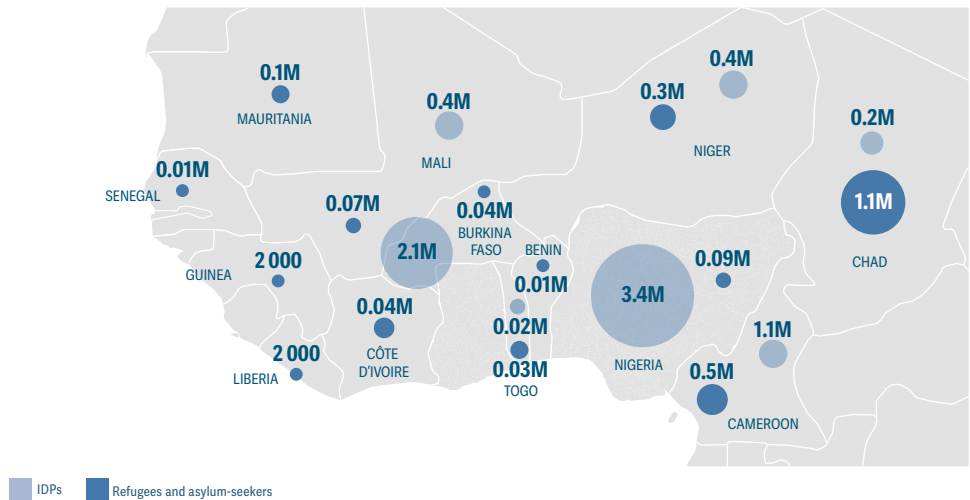 0.4M
0.3M
NIGER
0.1M
MAURITANIA
0.4M
MALI
0.2M
1.1M
CHAD
0.01M
SENEGAL
0.07M
0.04M
BURKINA
FASO
2.1M
BENIN
0.01M
GUINEA
2 000
3.4M
0.09M
NIGERIA
0.04M
CÔTE
D'IVOIRE
0.02M
0.03M
TOGO
2 000
LIBERIA
1.1M
0.5M
CAMEROON
IDPs
Refugees and asylum-seekers